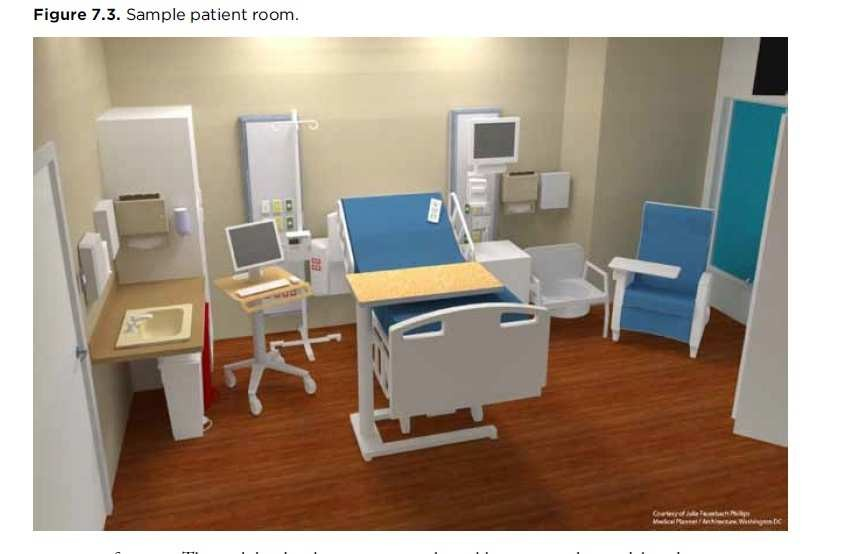 Figure 7.3. Sample patient room.
Courtesy of Julie Feuerbach Phillips
Medical Planner / Architecture, Washington DC